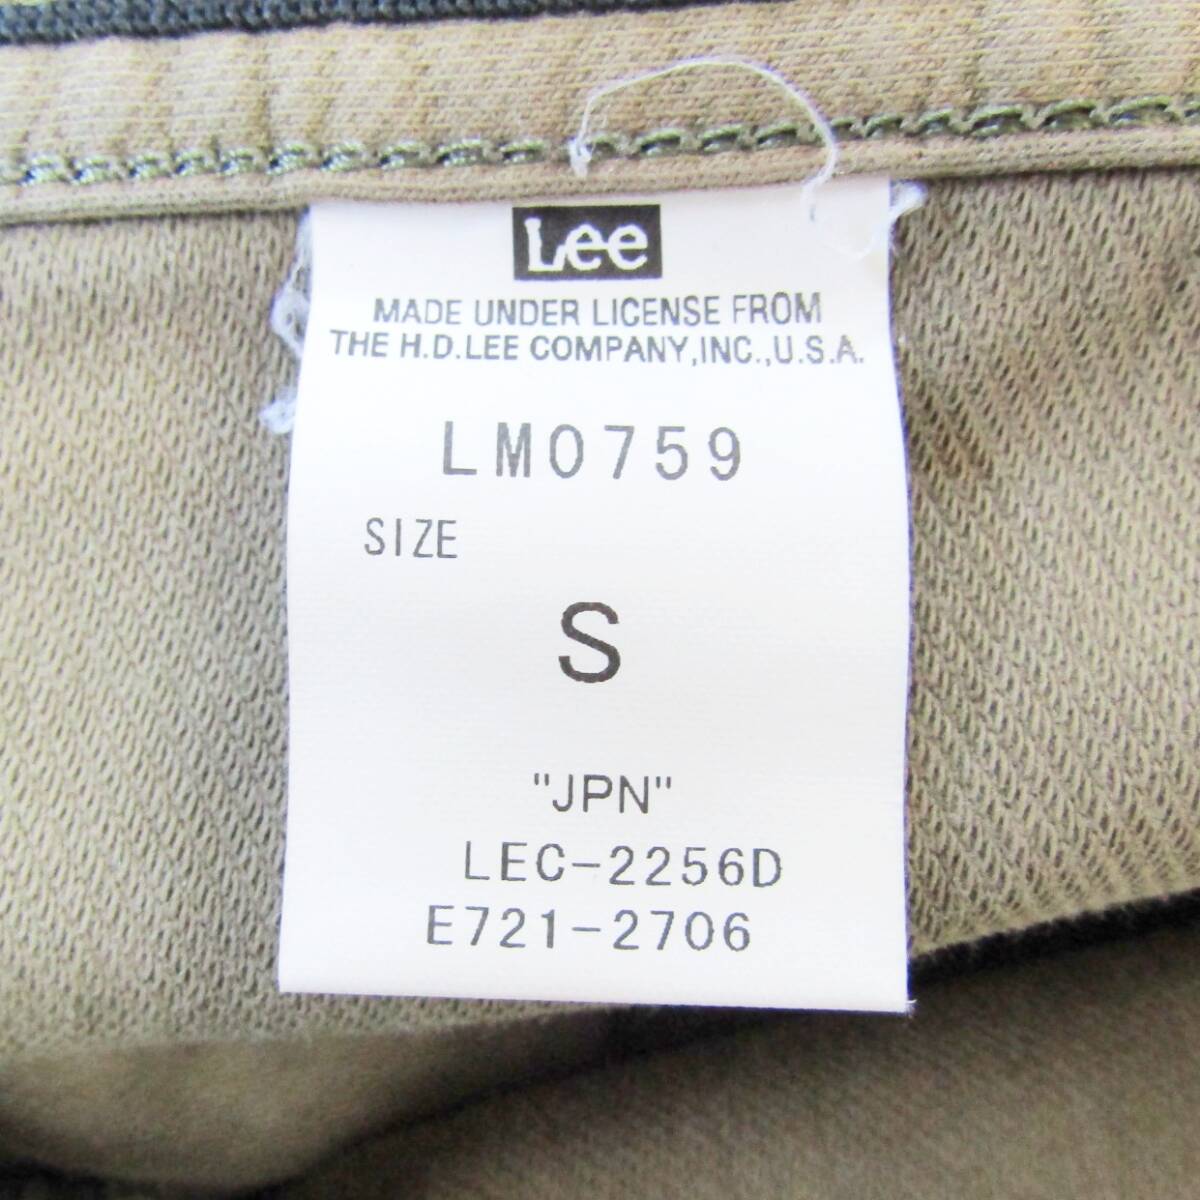 Lee
MADE UNDER LICENSE FROM
THE H.D.LEE COMPANY,INC.,U.S.A.
LM0759
SIZE
S
"JPN"
LEC-2256D
E721-2706